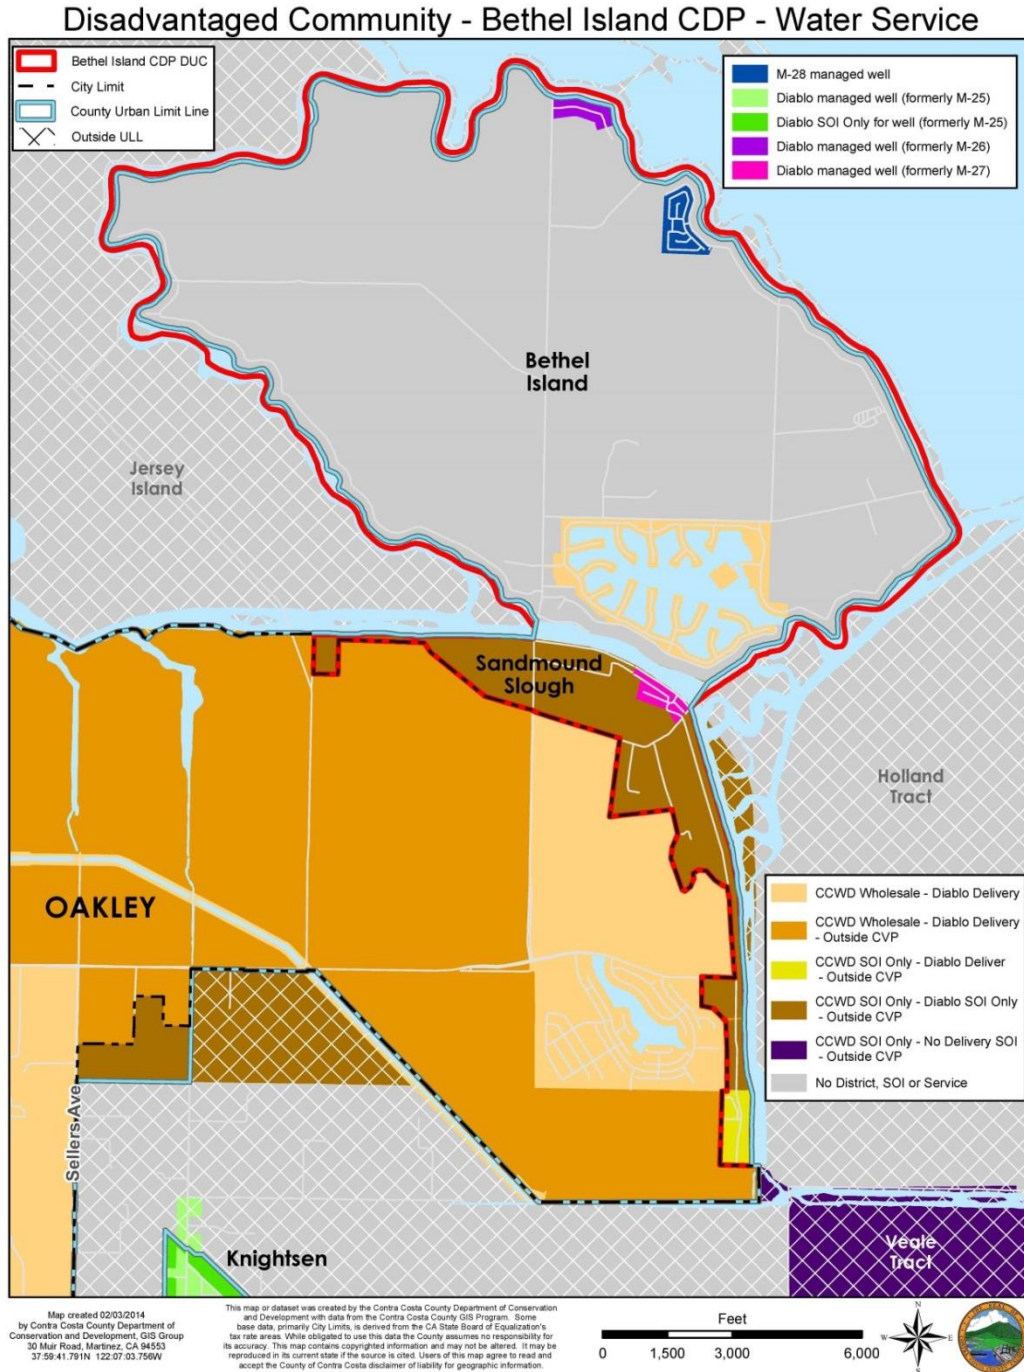 Disadvantaged Community - Bethel Island CDP - Water Service
Bethel Island CDP DUC
City Limit
County Urban Limit Line
Outside ULL
M-28 managed well
Diablo managed well (formerly M-25)
Diablo SOI Only for well (formerly M-25)
Diablo managed well (formerly M-26)
Diablo managed well (formerly M-27)
Bethel
Island
Jersey
Island
Sandmound
Slough
Holland
Tract
OAKLEY
CCWD Wholesale - Diablo Delivery
CCWD Wholesale - Diablo Delivery
- Outside CVP
CCWD SOI Only - Diablo Deliver
- Outside CVP
CCWD SOI Only - Diablo SOI Only
- Outside CVP
CCWD SOI Only - No Delivery SOI
- Outside CVP
No District, SOI or Service
Sellers Ave
Knightsen
Veale
Tract
Map created 02/03/2014
by Contra Costa County Department of
Conservation and Development, GIS Group
30 Muir Road, Martinez, CA 94553
37:59:41.791N 122:07:03.756W
This map or dataset was created by the Contra Costa County Department of Conservation
and Development with data from the Contra Costa County GIS Program. Some
base data, primarily City Limits, is derived from the CA State Board of Equalization's
tax rate areas. While obligated to use this data the County assumes no responsibility for
its accuracy. This map contains copyrighted information and may not be altered. It may be
reproduced in its current state if the source is cited. Users of this map agree to read and
accept the County of Contra Costa disclaimer of liability for geographic information.
Feet
0 1,500 3,000 6,000
N
W E
S